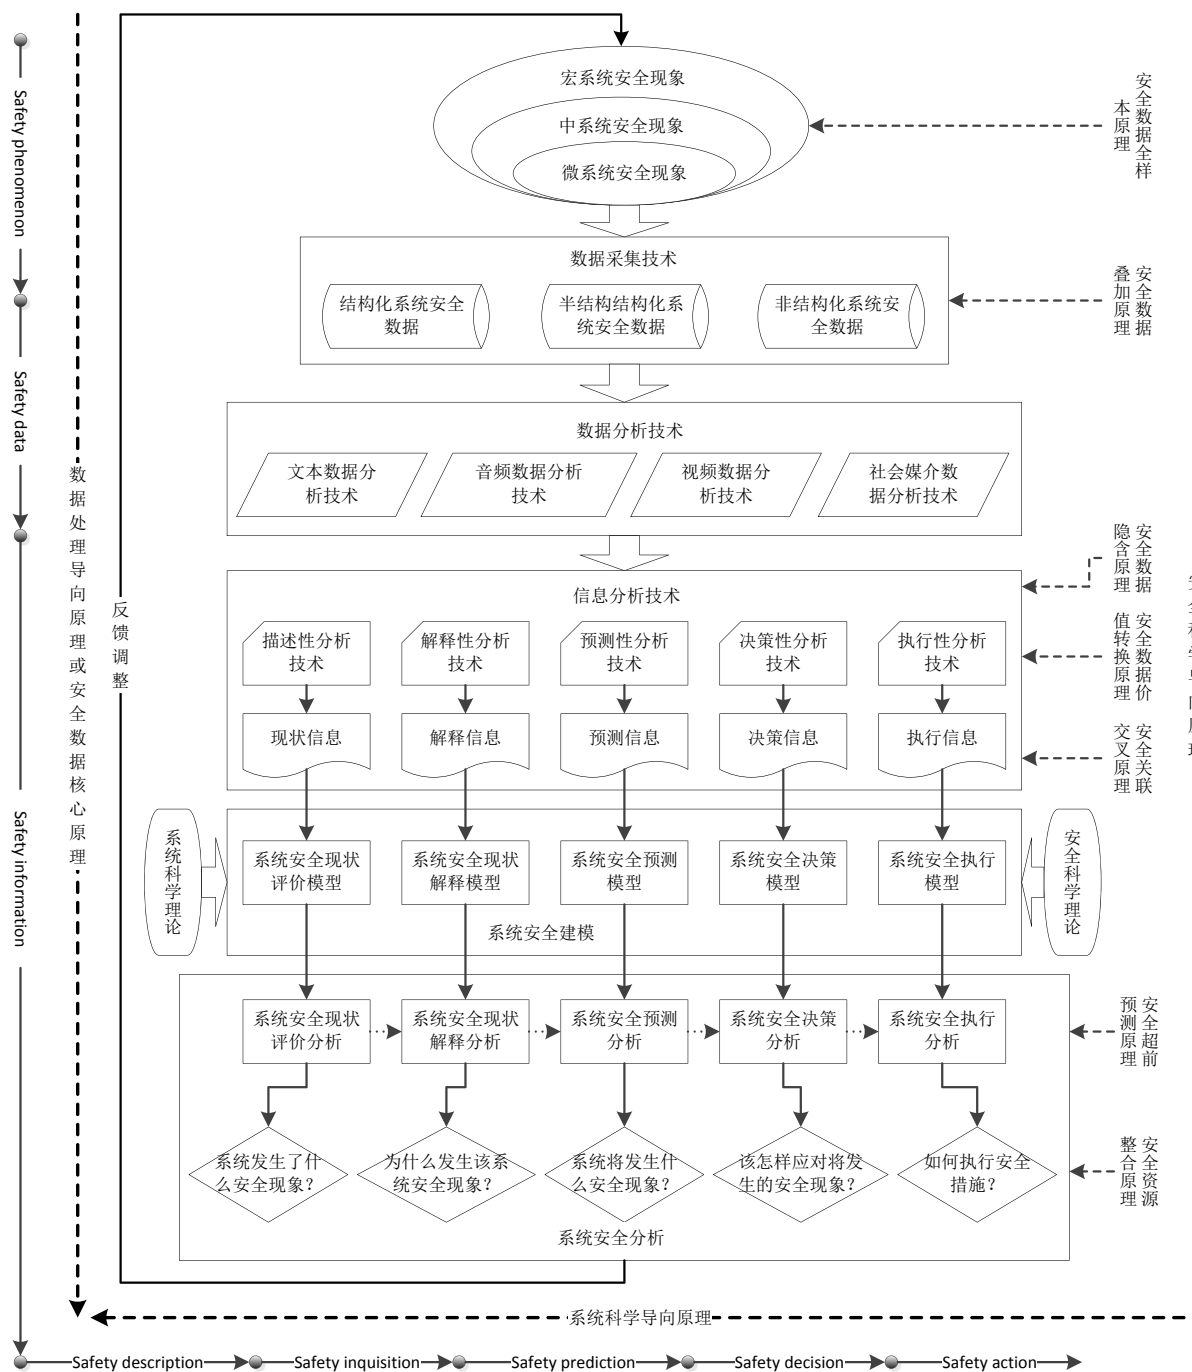 宏系统安全现象
中系统安全现象
微系统安全现象
安全数据全样
本原理
数据采集技术
结构化系统安全
数据
半结构结构化系
统安全数据
非结构化系统安
全数据
安全数据
叠加原理
数据分析技术
文本数据分
析技术
音频数据分析
技术
视频数据分
析技术
社会媒介数
据分析技术
信息分析技术
描述性分析
技术
解释性分析
技术
预测性分析
技术
决策性分析
技术
执行性分析
技术
现状信息
解释信息
预测信息
决策信息
执行信息
安全数据
隐含原理
安全数据价
值转换原理
安全关联
交叉原理
系统科学理论
系统安全现状
评价模型
系统安全现状
解释模型
系统安全预测
模型
系统安全决策
模型
系统安全执行
模型
系统安全建模
安全科学理论
系统安全现状
评价分析
系统安全现状
解释分析
系统安全预测
分析
系统安全决策
分析
系统安全执行
分析
系统发生了什
么安全现象?
为什么发生该系
统安全现象?
系统将发生什
么安全现象?
该怎样应对将发
生的安全现象?
如何执行安全
措施?
系统安全分析
安全超前
预测原理
安全资源
整合原理
反馈调整
数据处理导向原理或安全数据核心原理
系统科学导向原理
Safety phenomenon
Safety data
Safety information
Safety description
Safety inquisition
Safety prediction
Safety decision
Safety action